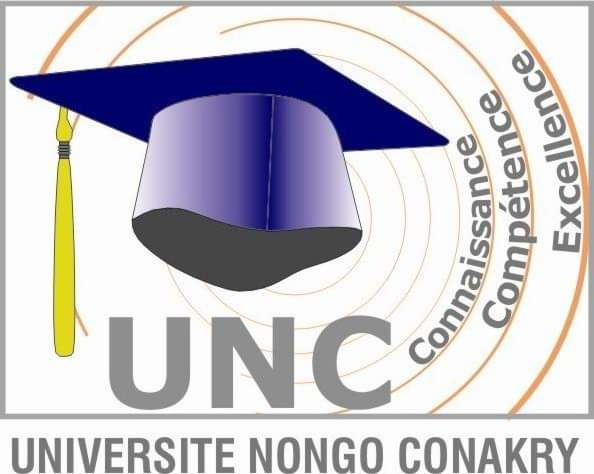 Connaissance
Compétence
Excellence
UNC
UNIVERSITE NONGO CONAKRY